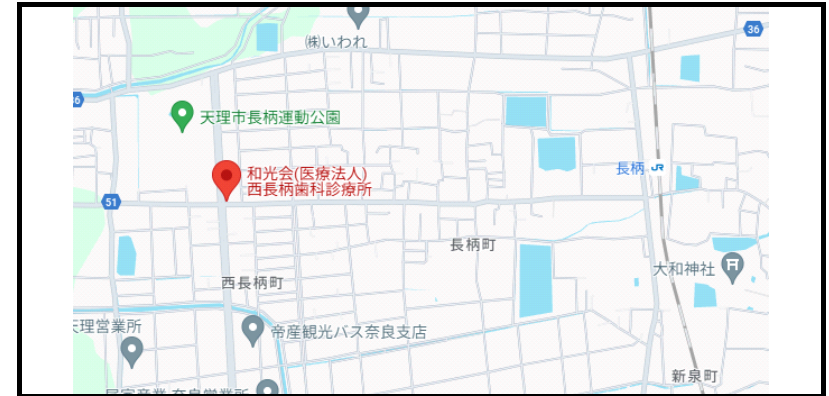 (株)いわれ
36
天理市長柄運動公園
和光会(医療法人)
西長柄歯科診療所
長柄 JR
51
長柄町
大和神社
西長柄町
理営業所
帝産観光バス奈良支店
新泉町